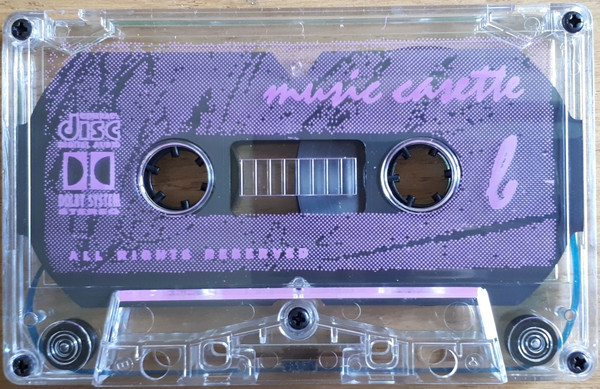 music casette
disc
DOLBY SYSTEM
STEREO
l
ALL RIGHTS RESERVED